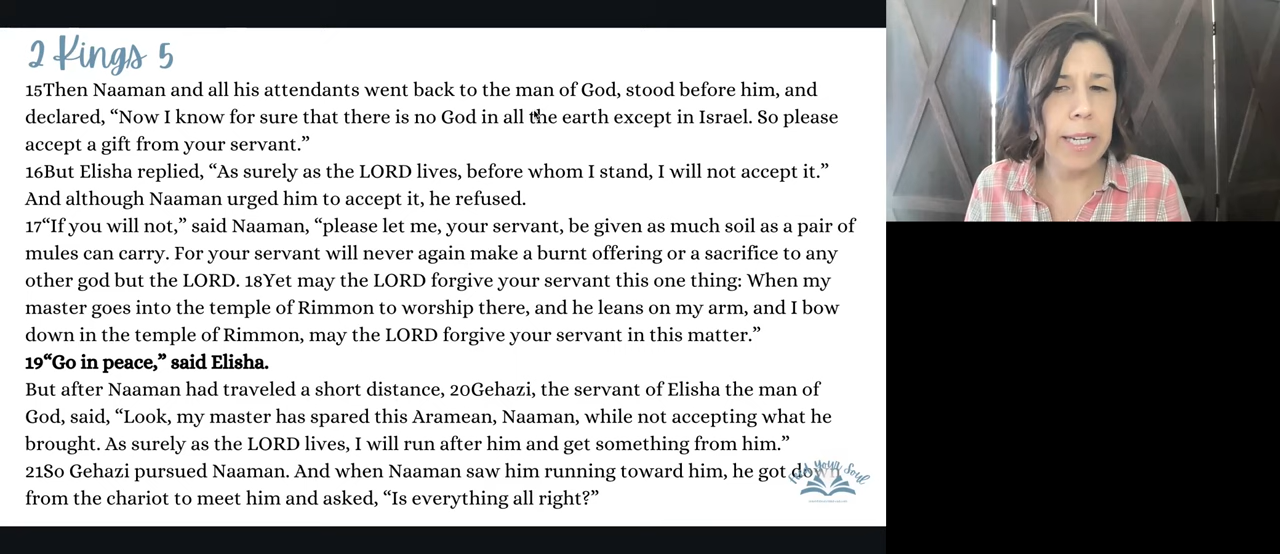 2 Kings 5
15Then Naaman and all his attendants went back to the man of God, stood before him, and
declared, “Now I know for sure that there is no God in all the earth except in Israel. So please
accept a gift from your servant.”
16But Elisha replied, “As surely as the LORD lives, before whom I stand, I will not accept it.”
And although Naaman urged him to accept it, he refused.
17“If you will not,” said Naaman, “please let me, your servant, be given as much soil as a pair of
mules can carry. For your servant will never again make a burnt offering or a sacrifice to any
other god but the LORD. 18Yet may the LORD forgive your servant this one thing: When my
master goes into the temple of Rimmon to worship there, and he leans on my arm, and I bow
down in the temple of Rimmon, may the LORD forgive your servant in this matter.”
19“Go in peace,” said Elisha.
But after Naaman had traveled a short distance, 20Gehazi, the servant of Elisha the man of
God, said, “Look, my master has spared this Aramean, Naaman, while not accepting what he
brought. As surely as the LORD lives, I will run after him and get something from him.”
21So Gehazi pursued Naaman. And when Naaman saw him running toward him, he got down
from the chariot to meet him and asked, “Is everything all right?”
Your Soul